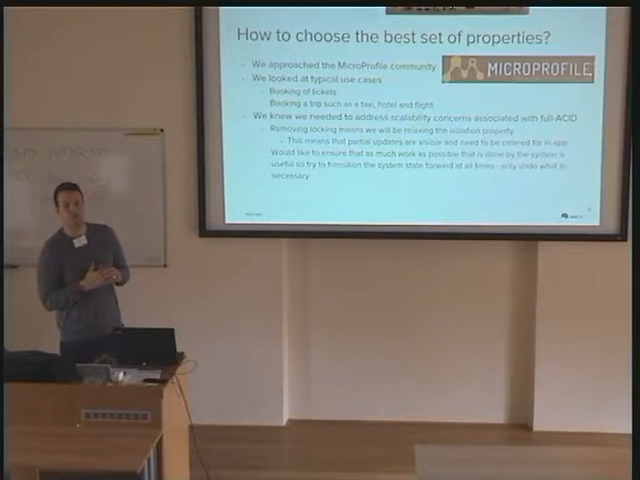 How to choose the best set of properties?
We approached the MicroProfile community
MICROPROFILE
We looked at typical use cases
Booking of tickets
Booking a trip such as a taxi, hotel and flight
We knew we needed to address scalability concerns associated with full-ACID
Removing locking means we will be relaxing the isolation property
This means that partial updates are visible and need to be catered for in-app
Would like to ensure that as much work as possible that is done by the system is
useful so try to transition the system state forward at all times - only undo what is
necessary